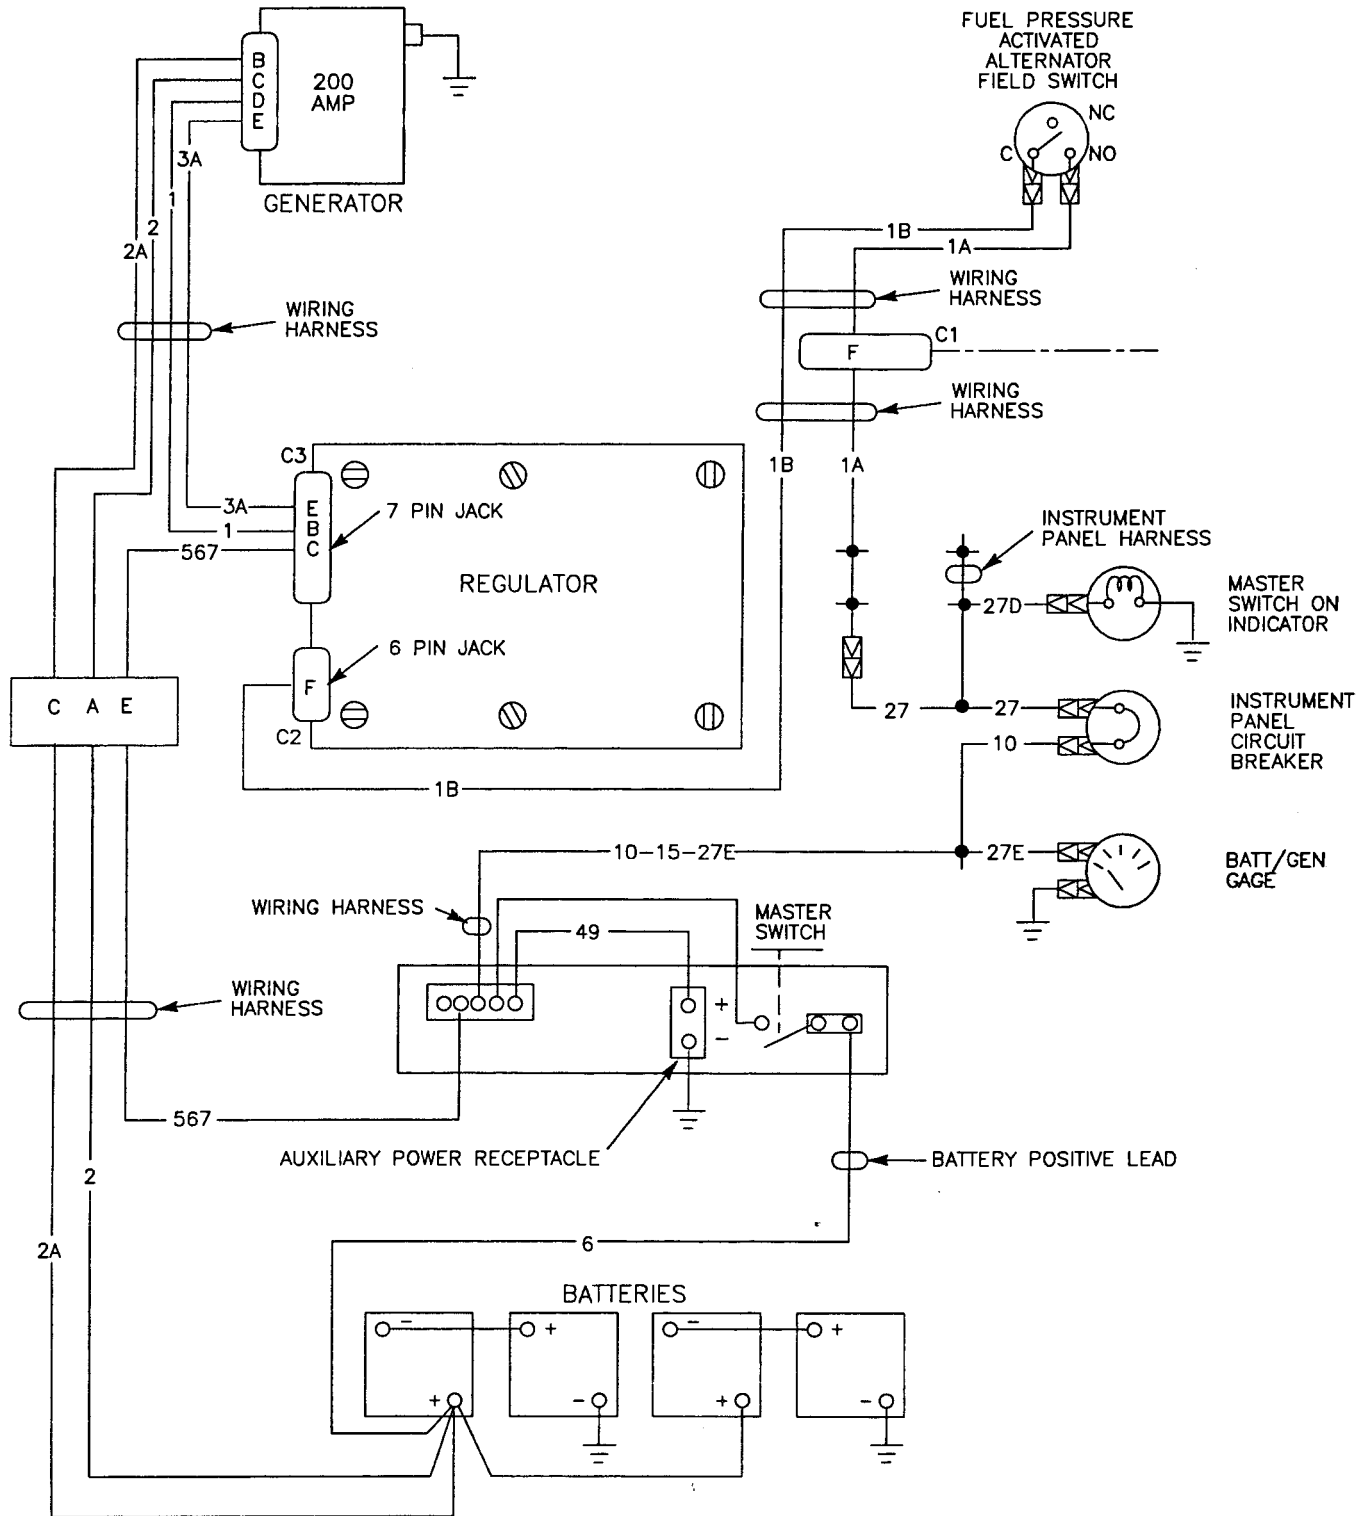 FUEL PRESSURE
ACTIVATED
ALTERNATOR
FIELD SWITCH
B
C
D
E
200
AMP
GENERATOR
NC
C
NO
3A
1
2
2A
1B
1A
WIRING
HARNESS
WIRING
HARNESS
C1
F
WIRING
HARNESS
C3
1B
1A
3A
E
1
B
567
C
7 PIN JACK
INSTRUMENT
PANEL HARNESS
REGULATOR
27D
MASTER
SWITCH ON
INDICATOR
6 PIN JACK
F
C2
C A E
27
27
10
INSTRUMENT
PANEL
CIRCUIT
BREAKER
1B
10-15-27E
27E
BATT/GEN
GAGE
WIRING HARNESS
49
MASTER
SWITCH
WIRING
HARNESS
+
-
567
AUXILIARY POWER RECEPTACLE
BATTERY POSITIVE LEAD
2
2A
6
BATTERIES
- + - +
+ - + -